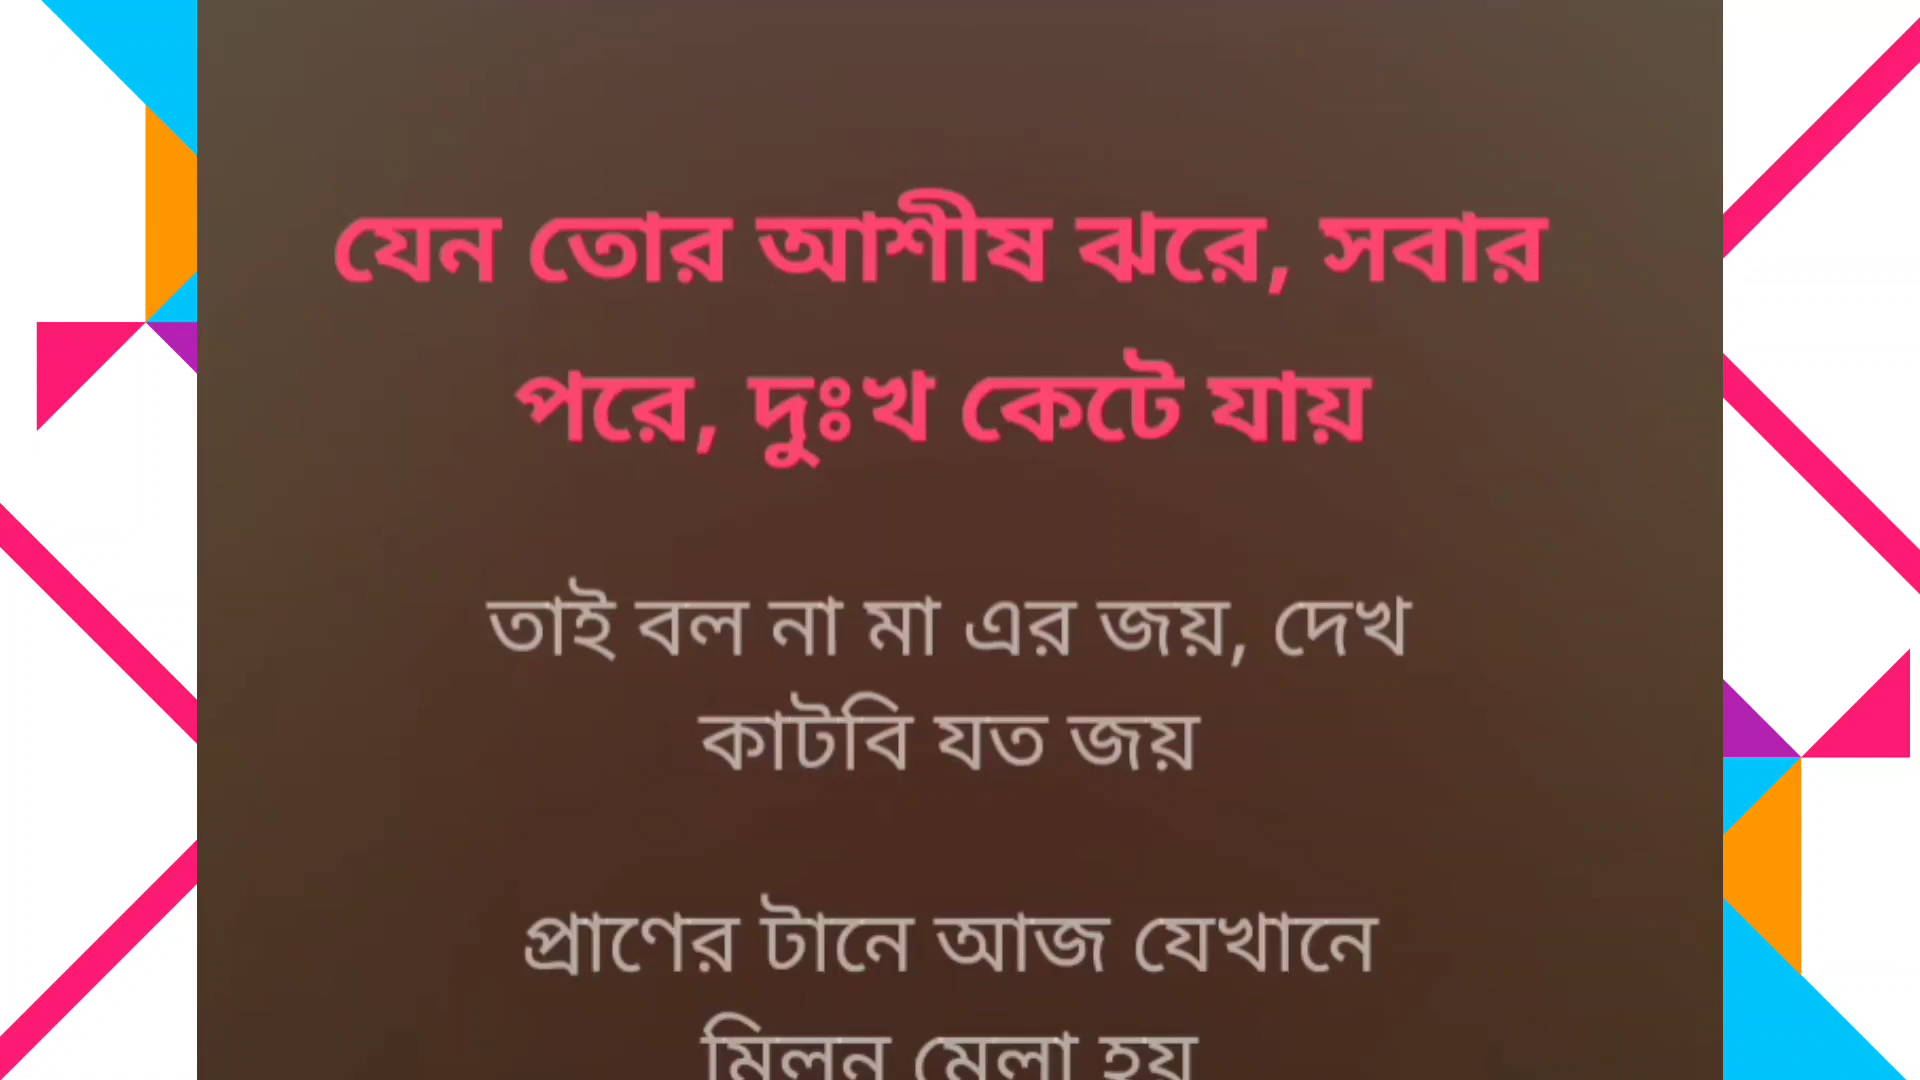 যেন তোর আশীষ ঝরে, সবার
পরে, দুঃখ কেটে যায়
তাই বল না মা এর জয়, দেখ
কাটবি যত জয়
প্রাণের টানে আজ যেখানে
মিলন মেলা হয়